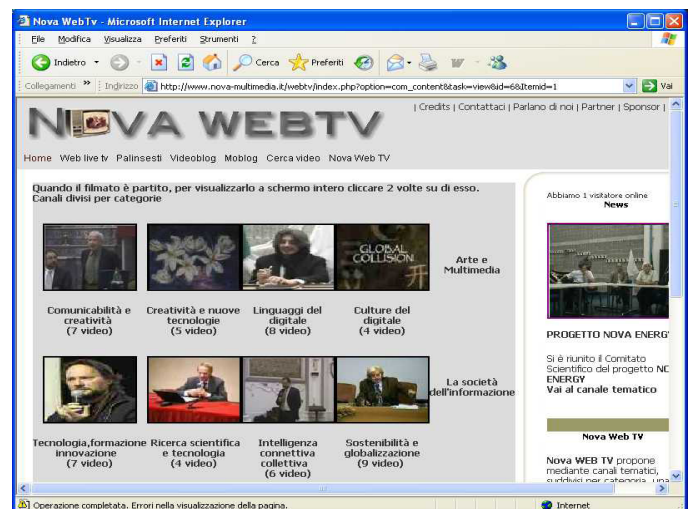 Nova WebTv - Microsoft Internet Explorer
File Modifica Visualizza Preferiti Strumenti ?
Indietro Cerca Preferiti
Collegamenti Indirizzo http://www.nova-multimedia.it/webtv/index.php?option=com_content&task=view&id=6&Itemid=1 Vai
| Credits | Contattaci | Parlano di noi | Partner | Sponsor |
NOVA WEBTV
Home Web live tv Palinsesti Videoblog Moblog Cerca video Nova Web TV
Quando il filmato è partito, per visualizzarlo a schermo intero cliccare 2 volte su di esso.
Canali divisi per categorie
GLOBAL
COLLISION
Arte e
Multimedia
Comunicabilità e
creatività
(7 video)
Creatività e nuove
tecnologie
(5 video)
Linguaggi del
digitale
(8 video)
Culture del
digitale
(4 video)
La società
dell'informazione
Tecnologia,formazione
innovazione
(7 video)
Ricerca scientifica
e tecnologia
(4 video)
Intelligenza
connettiva
collettiva
(6 video)
Sostenibilità e
globalizzazione
(9 video)
Abbiamo 1 visitatore online
News
PROGETTO NOVA ENERG
Si è riunito il Comitato
Scientifico del progetto NO
ENERGY
Vai al canale tematico
Nova Web TV
Nova WEB TV propone
mediante canali tematici,
suddivisi per categoria, una
Operazione completata. Errori nella visualizzazione della pagina. Internet